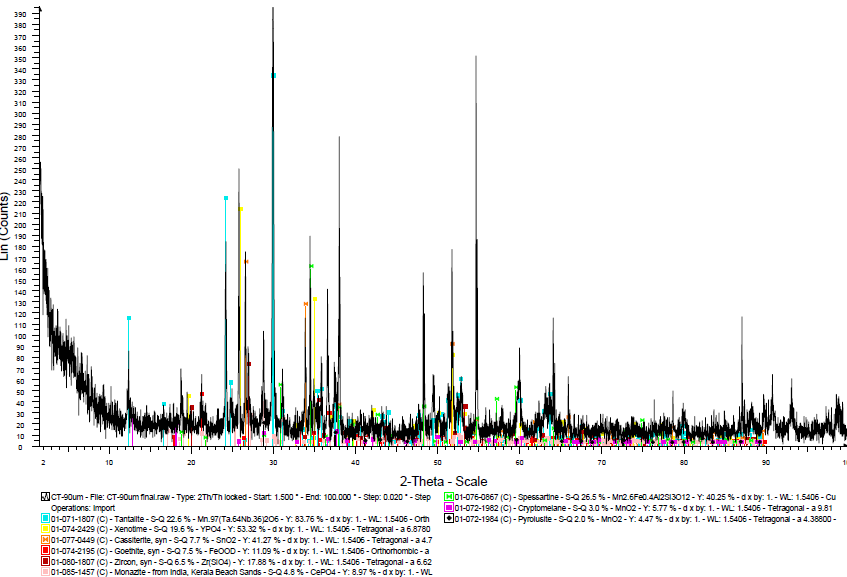 390
380
370
360
350
340
330
320
310
300
290
280
270
260
250
240
230
220
210
200
190
180
170
160
150
140
130
120
110
100
90
80
70
60
50
40
30
20
10
0
Lin (Counts)
2 10 20 30 40 50 60 70 80 90 10
2-Theta - Scale
CT-90um - File: CT-90um final.raw - Type: 2Th/Th locked - Start: 1.500 ° - End: 100.000 ° - Step: 0.020 ° - Step
Operations: Import
01-071-1807 (C) - Tantalite - S-Q 22.6 % - Mn.97(Ta.64Nb.36)2O6 - Y: 83.76 % - d x by: 1. - WL: 1.5406 - Orth
01-074-2429 (C) - Xenotime - S-Q 19.6 % - YPO4 - Y: 53.32 % - d x by: 1. - WL: 1.5406 - Tetragonal - a 6.8780
01-077-0449 (C) - Cassiterite, syn - S-Q 7.7 % - SnO2 - Y: 41.27 % - d x by: 1. - WL: 1.5406 - Tetragonal - a 4.7
01-074-2195 (C) - Goethite, syn - S-Q 7.5 % - FeOOD - Y: 11.09 % - d x by: 1. - WL: 1.5406 - Orthorhombic - a
01-080-1807 (C) - Zircon, syn - S-Q 6.5 % - Zr(SiO4) - Y: 17.88 % - d x by: 1. - WL: 1.5406 - Tetragonal - a 6.62
01-085-1457 (C) - Monazite - from India, Kerala Beach Sands - S-Q 4.8 % - CePO4 - Y: 8.97 % - d x by: 1. - WL
01-076-0867 (C) - Spessartine - S-Q 26.5 % - Mn2.6Fe0.4Al2Si3O12 - Y: 40.25 % - d x by: 1. - WL: 1.5406 - Cu
01-072-1982 (C) - Cryptomelane - S-Q 3.0 % - MnO2 - Y: 5.77 % - d x by: 1. - WL: 1.5406 - Tetragonal - a 9.81
01-072-1984 (C) - Pyrolusite - S-Q 2.0 % - MnO2 - Y: 4.47 % - d x by: 1. - WL: 1.5406 - Tetragonal - a 4.38800 -